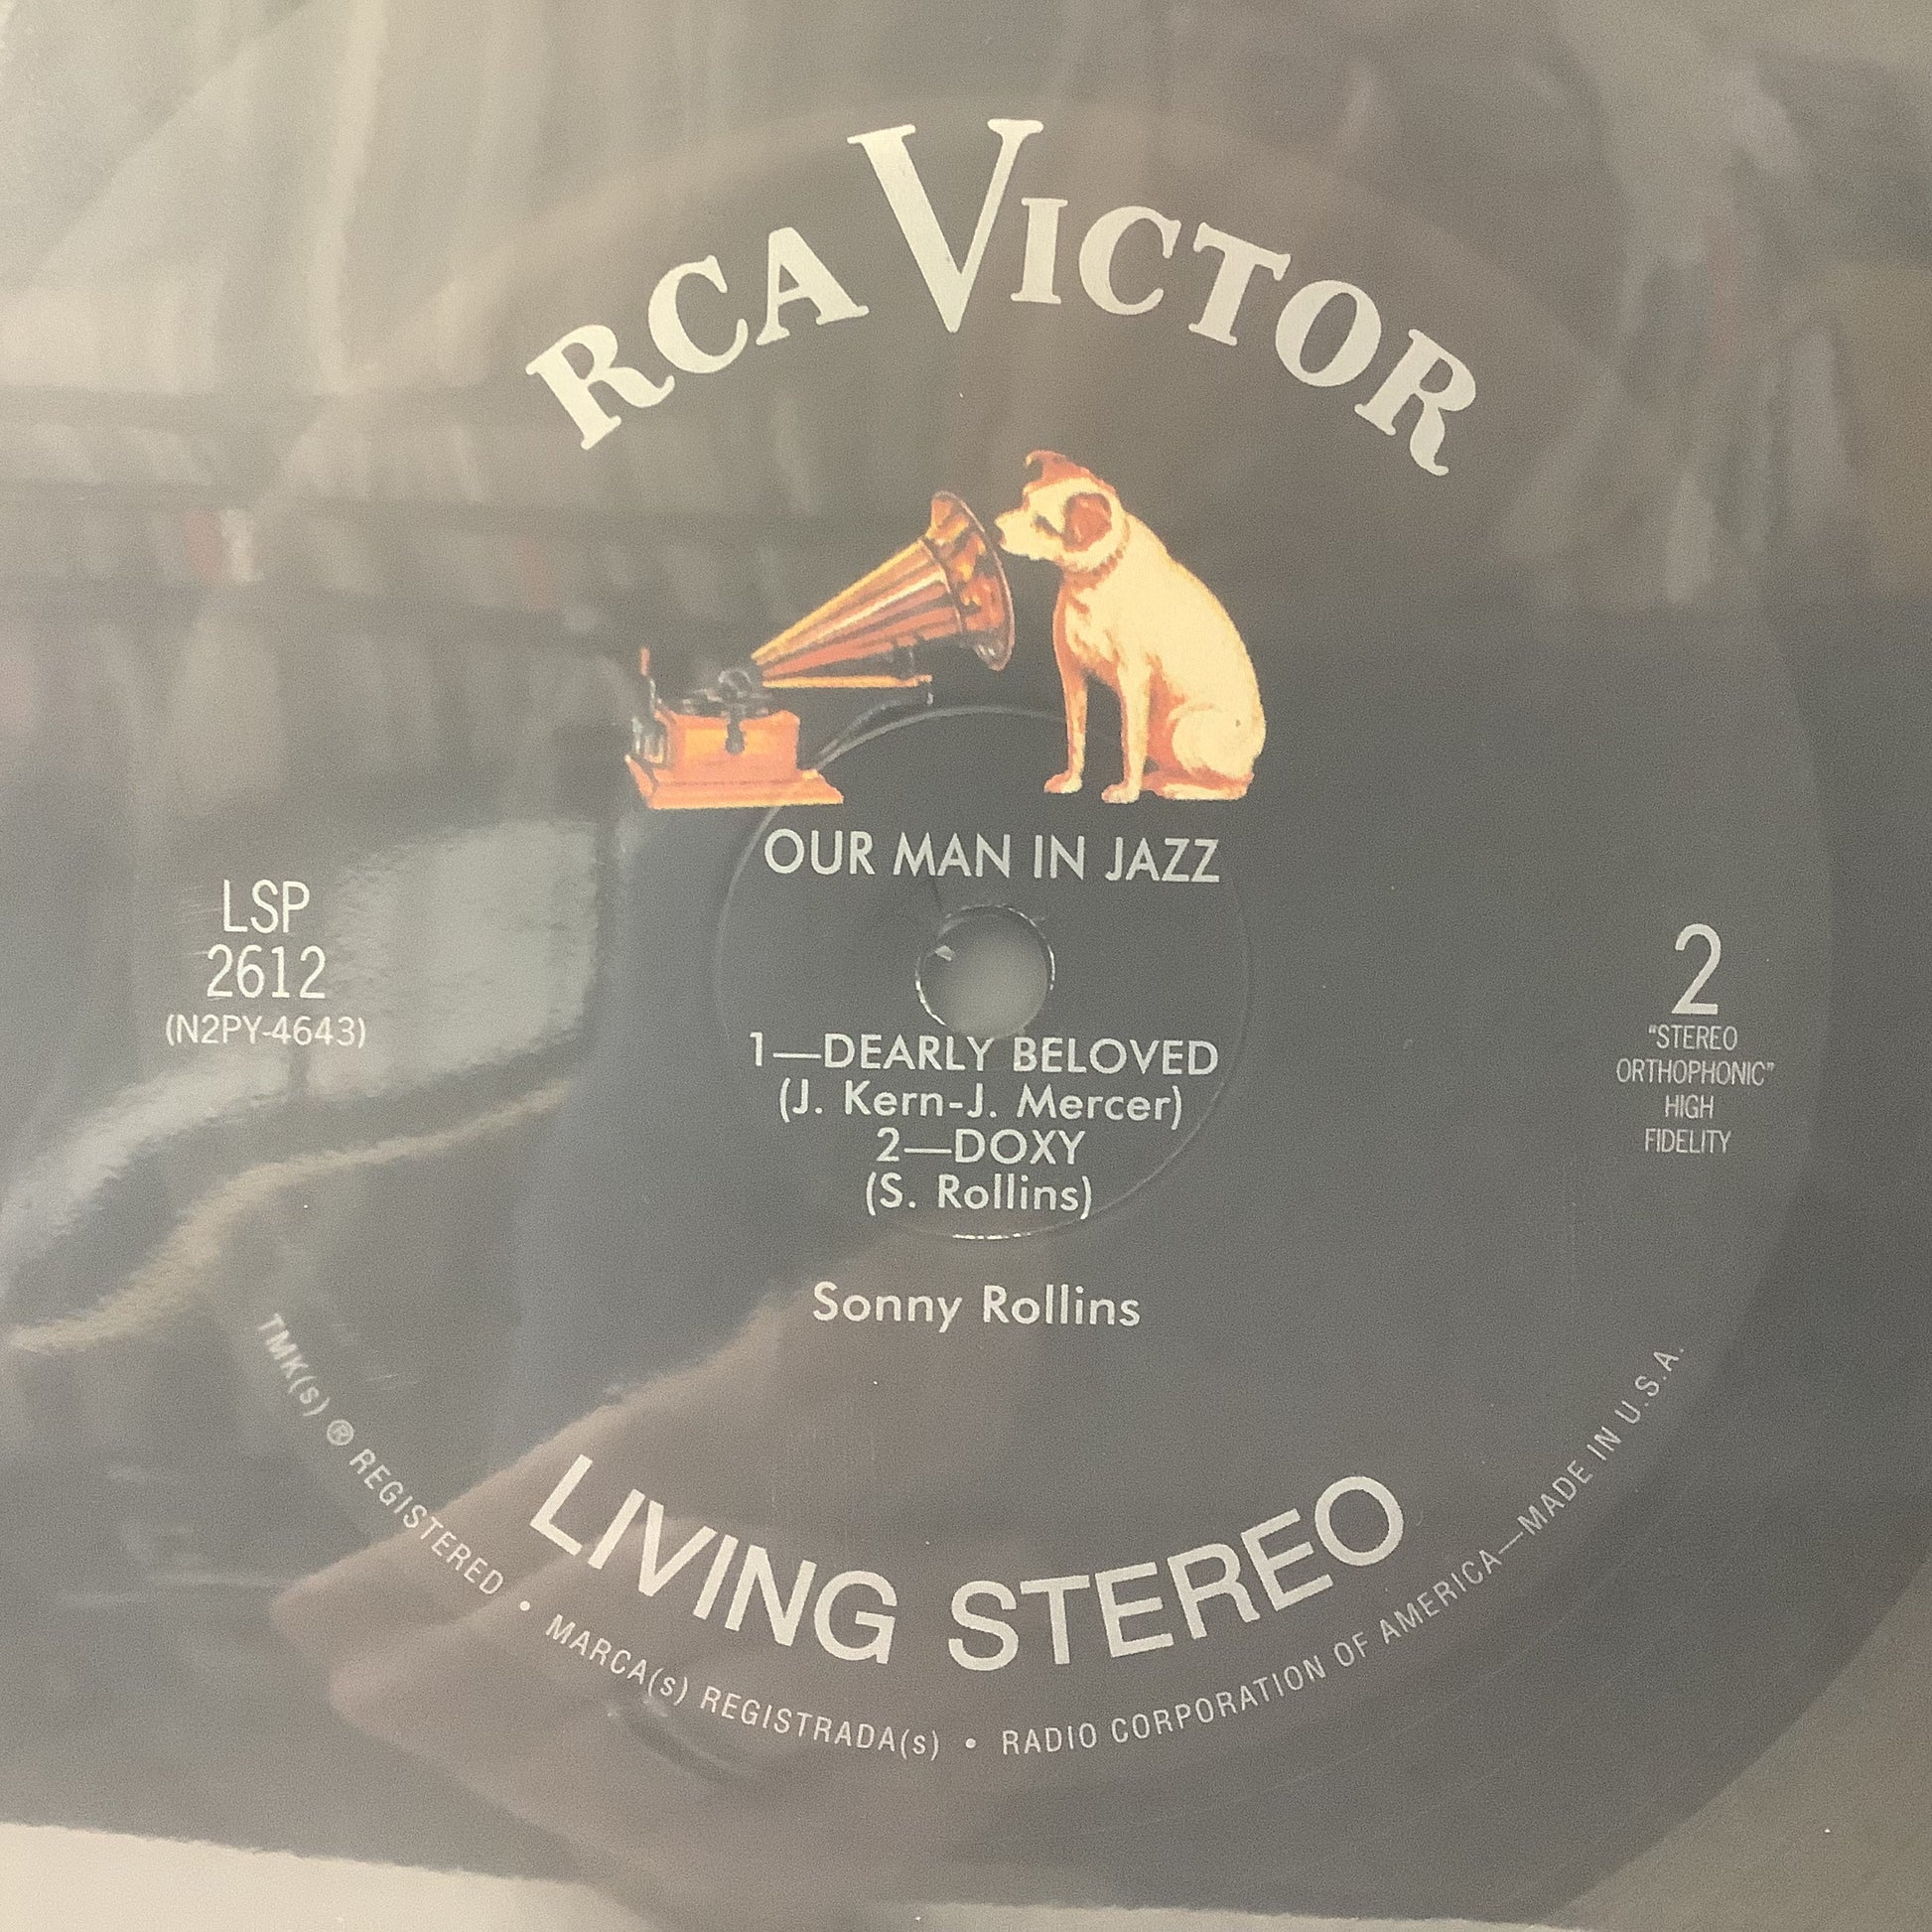 RCA VICTOR
OUR MAN IN JAZZ
LSP
2612
(N2PY-4643)
2
"STEREO
ORTHOPHONIC"
HIGH
FIDELITY
1—DEARLY BELOVED
(J. Kern-J. Mercer)
2—DOXY
(S. Rollins)
Sonny Rollins
LIVING STEREO
TMK(s) ® REGISTERED • MARCA(s) REGISTRADA(s) • RADIO CORPORATION OF AMERICA—MADE IN U.S.A.